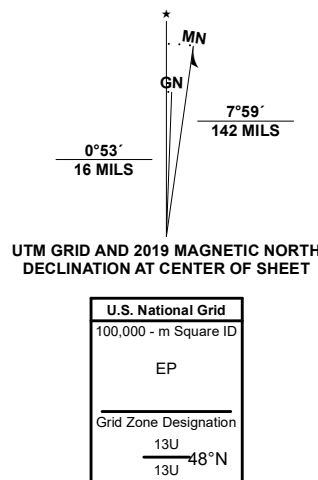 ★
MN
GN
7°59´
142 MILS
0°53´
16 MILS
UTM GRID AND 2019 MAGNETIC NORTH
DECLINATION AT CENTER OF SHEET
U.S. National Grid
100,000 - m Square ID
EP
Grid Zone Designation
13U
48°N
13U